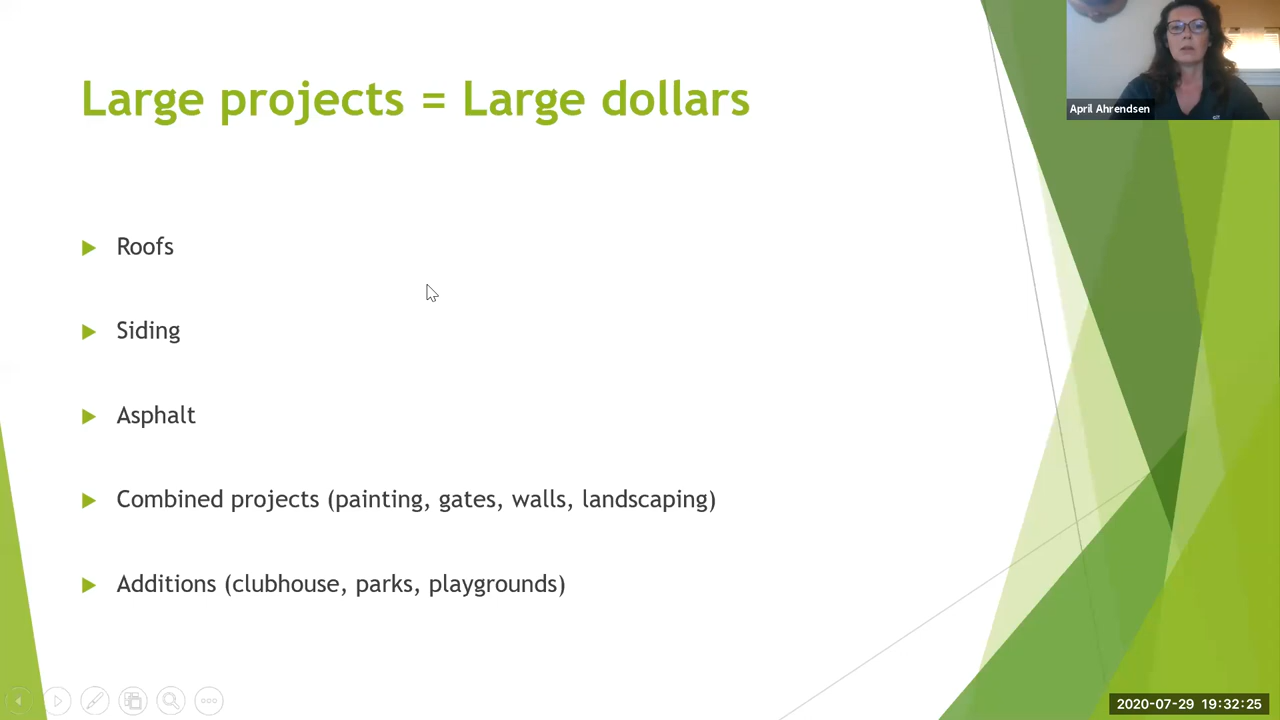 Large projects = Large dollars
April Ahrendsen
Roofs
Siding
Asphalt
Combined projects (painting, gates, walls, landscaping)
Additions (clubhouse, parks, playgrounds)
2020-07-29 19:32:25